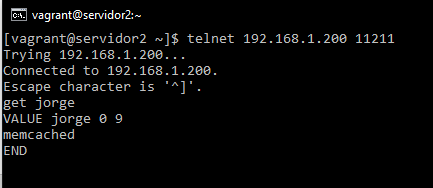 vagrant@servidor2:~
[vagrant@servidor2 ~]$ telnet 192.168.1.200 11211
Trying 192.168.1.200...
Connected to 192.168.1.200.
Escape character is '^]'.
get jorge
VALUE jorge 0 9
memcached
END